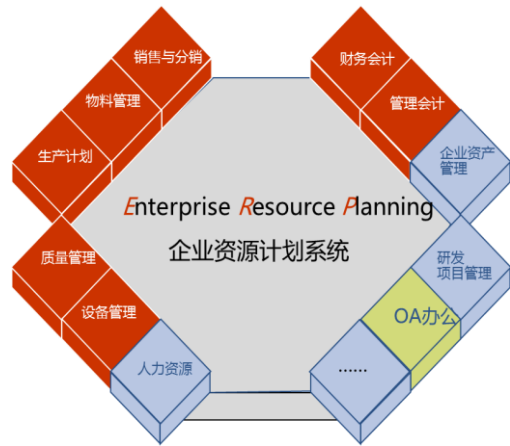 销售与分销
物料管理
生产计划
财务会计
管理会计
企业资产
管理
Enterprise Resource Planning
企业资源计划系统
质量管理
设备管理
人力资源
研发
项目管理
OA办公
......